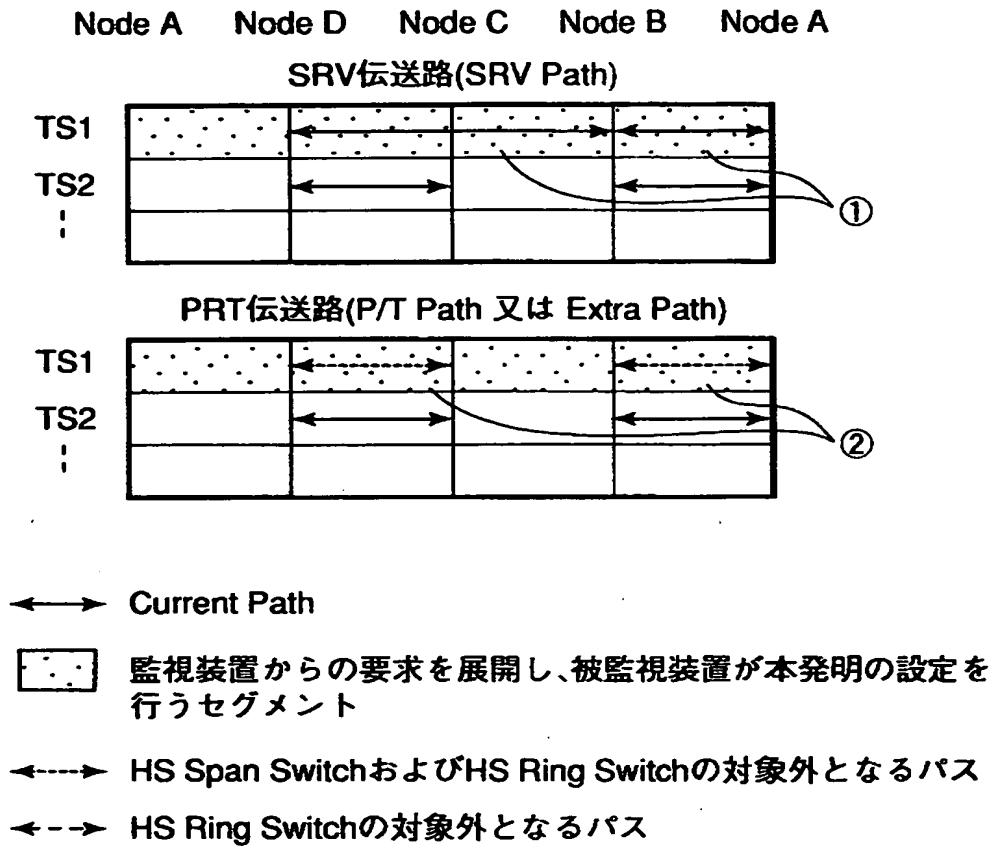 Node A Node D Node C Node B Node A
SRV伝送路(SRV Path)
TS1
TS2
①
PRT伝送路(P/T Path 又は Extra Path)
TS1
TS2
②
Current Path
監視装置からの要求を展開し、被監視装置が本発明の設定を
行うセグメント
HS Span SwitchおよびHS Ring Switchの対象外となるパス
HS Ring Switchの対象外となるパス